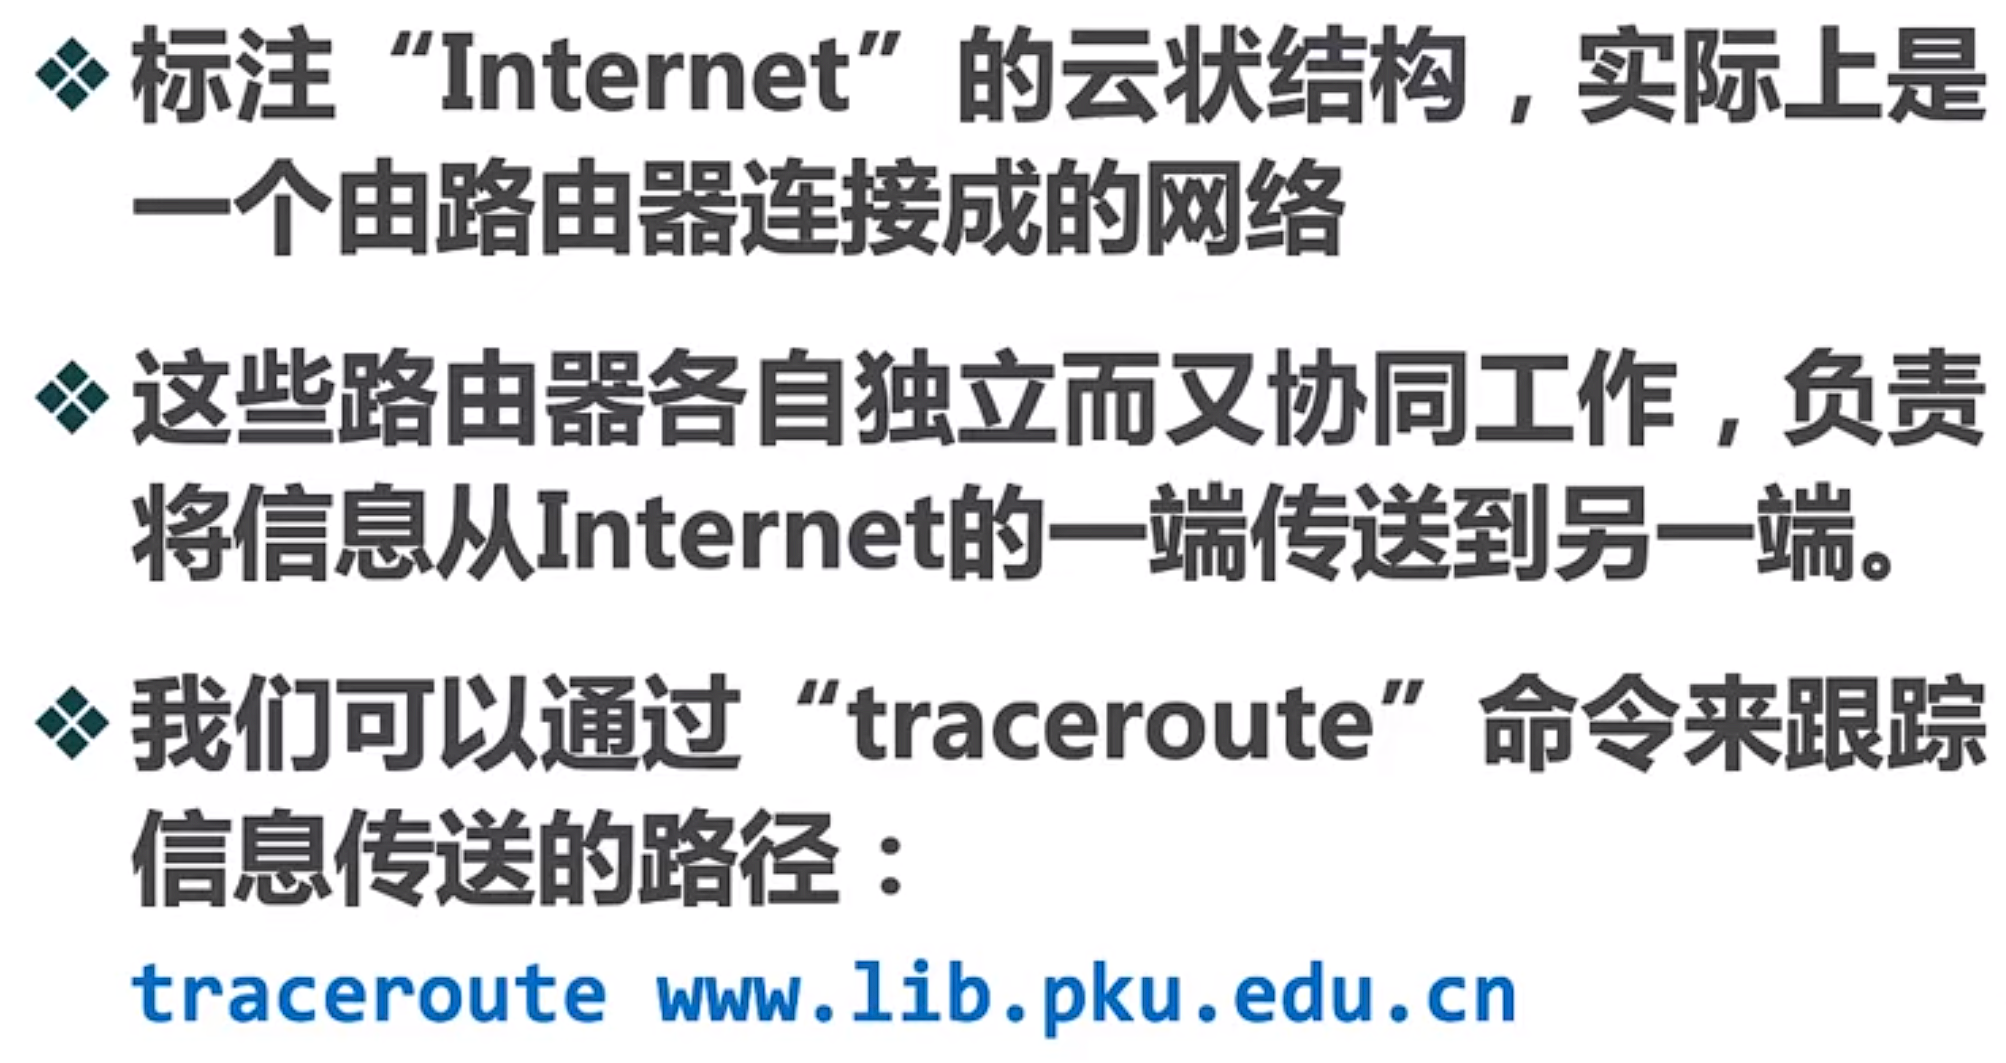 ❖标注“Internet”的云状结构，实际上是
一个由路由器连接成的网络
❖这些路由器各自独立而又协同工作，负责
将信息从Internet的一端传送到另一端。
❖我们可以通过“traceroute”命令来跟踪
信息传送的路径：
traceroute www.lib.pku.edu.cn